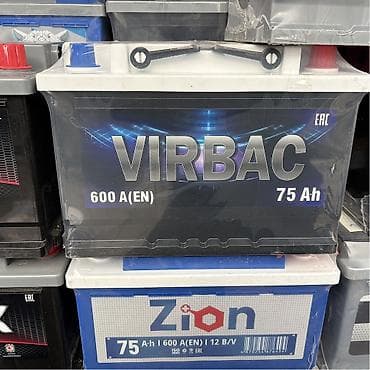 EAC
VIRBAC
600 A(EN)
75 Ah
Zion
75 A·h I 600 A(EN) I 12 B/V